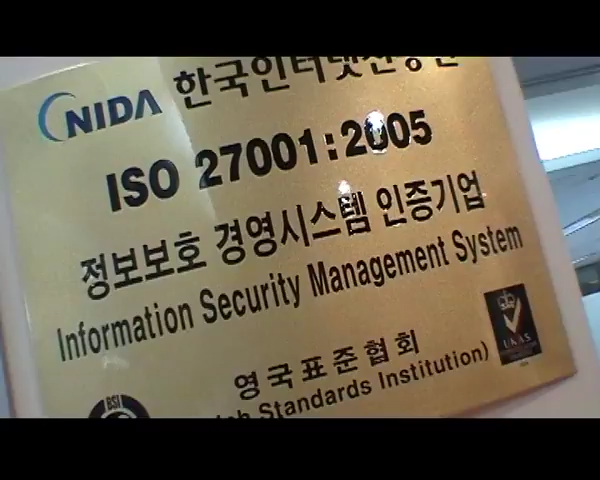 NIDA 한국인터넷진흥원
ISO 27001:2005
정보보호 경영시스템 인증기업
Information Security Management System
영국표준협회
Standards Institution)
BSI
UKAS